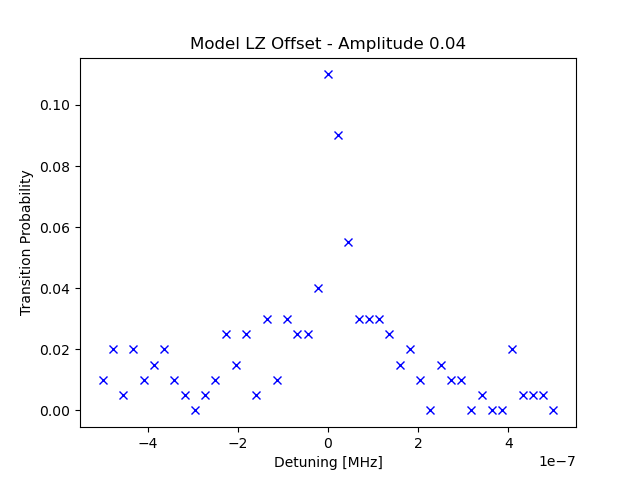 Model LZ Offset - Amplitude 0.04
0.10
0.08
0.06
0.04
0.02
0.00
Transition Probability
−4
−2
0
2
4
1e−7
Detuning [MHz]